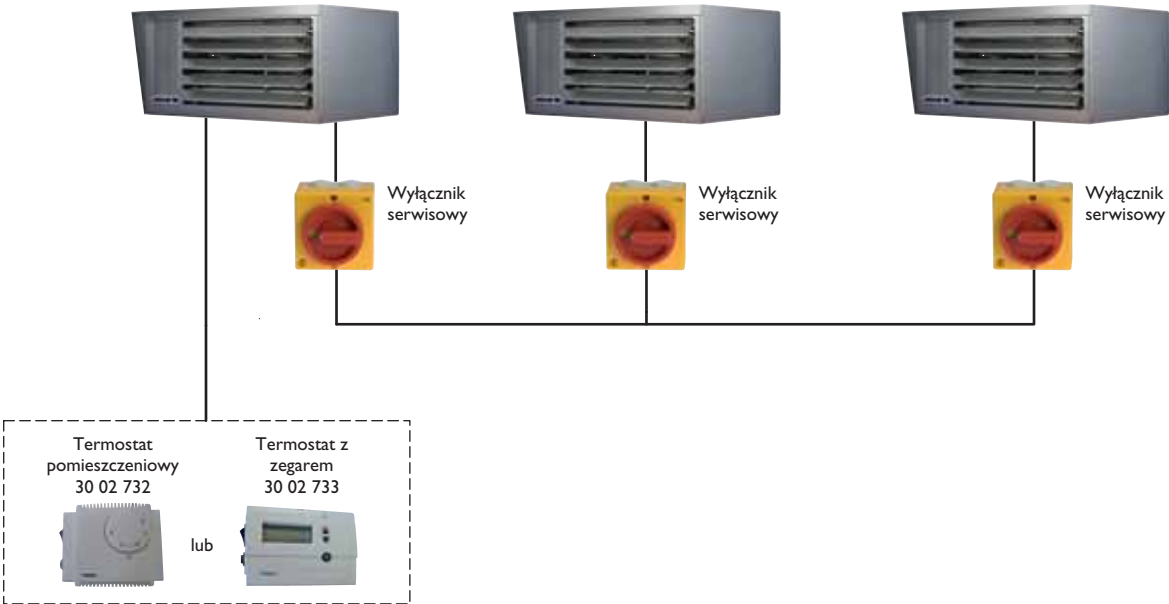 Wyłącznik
serwisowy
Wyłącznik
serwisowy
Wyłącznik
serwisowy
Termostat
pomieszczeniowy
30 02 732
lub
Termostat z
zegarem
30 02 733